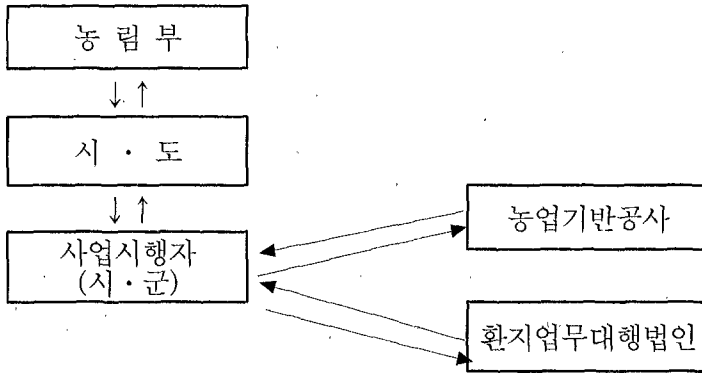 농 림 부
↓ ↑
시 · 도
↓ ↑
농업기반공사
사업시행자
(시 · 군)
환지업무대행법인